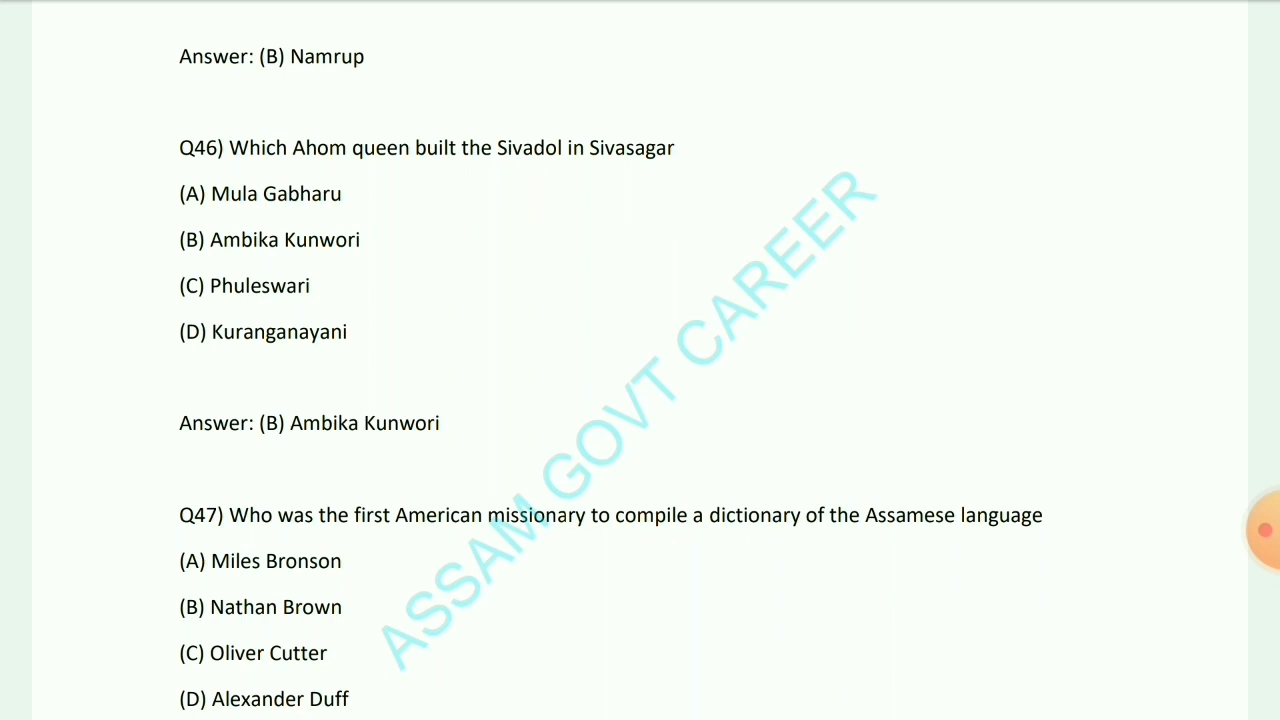 Answer: (B) Namrup
Q46) Which Ahom queen built the Sivadol in Sivasagar
(A) Mula Gabharu
(B) Ambika Kunwori
(C) Phuleswari
(D) Kuranganayani
Answer: (B) Ambika Kunwori
Q47) Who was the first American missionary to compile a dictionary of the Assamese language
(A) Miles Bronson
(B) Nathan Brown
(C) Oliver Cutter
(D) Alexander Duff
ASSAM GOVT CAREER